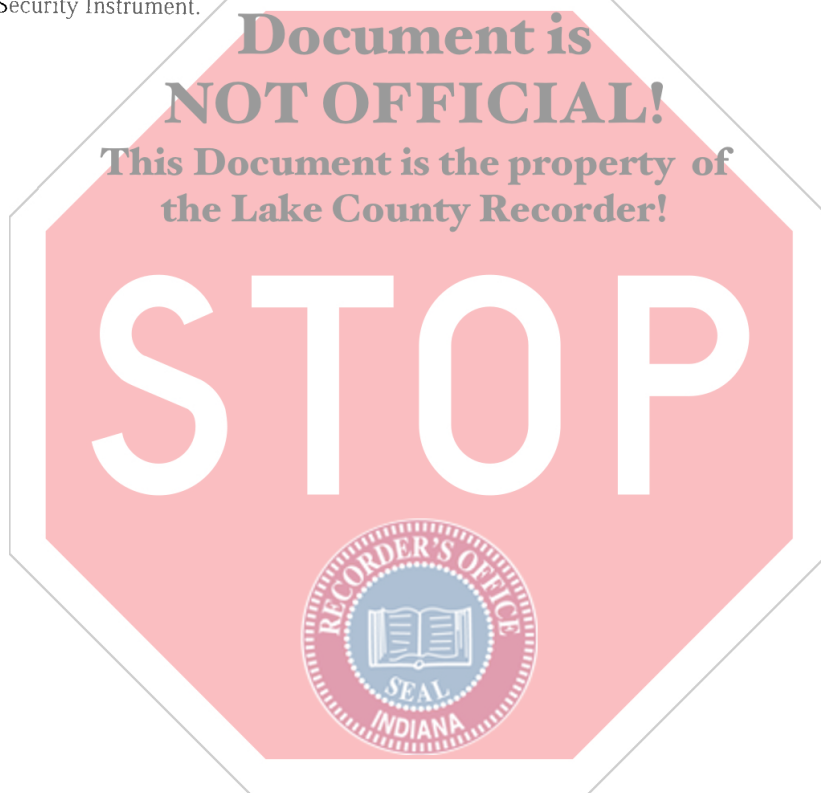 Security Instrument.
Document is
NOT OFFICIAL!
This Document is the property of
the Lake County Recorder!
STOP
RECORDER'S OFFICE
SEAL
INDIANA